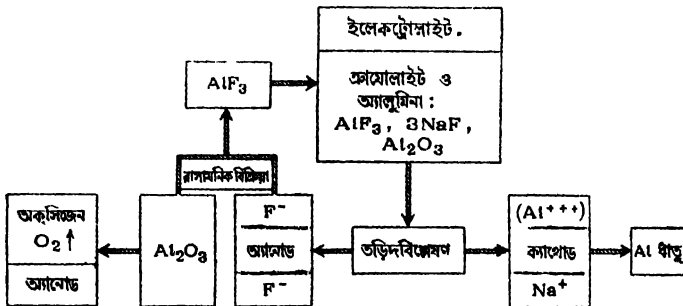 ইলেকট্রোলাইট.
ক্রায়োলাইট ও
অ্যালুমিনা :
AlF₃, 3NaF,
Al₂O₃
AlF₃
রাসায়নিক বিক্রিয়া
অক্সিজেন
O₂↑
অ্যানোড
Al₂O₃
F⁻
অ্যানোড
F⁻
তড়িদবিশ্লেষণ
(Al⁺⁺⁺)
ক্যাথোড
Na⁺
Al ধাতু